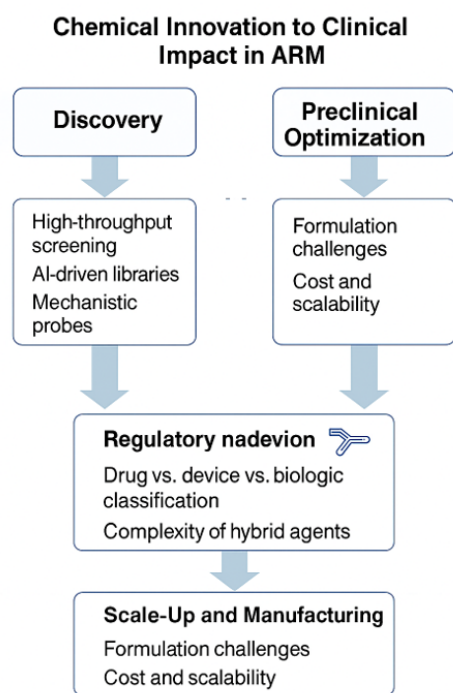 Chemical Innovation to Clinical
Impact in ARM
Discovery
Preclinical
Optimization
High-throughput
screening
AI-driven libraries
Mechanistic
probes
Formulation
challenges
Cost and
scalability
Regulatory nadevion
Drug vs. device vs. biologic
classification
Complexity of hybrid agents
Scale-Up and Manufacturing
Formulation challenges
Cost and scalability